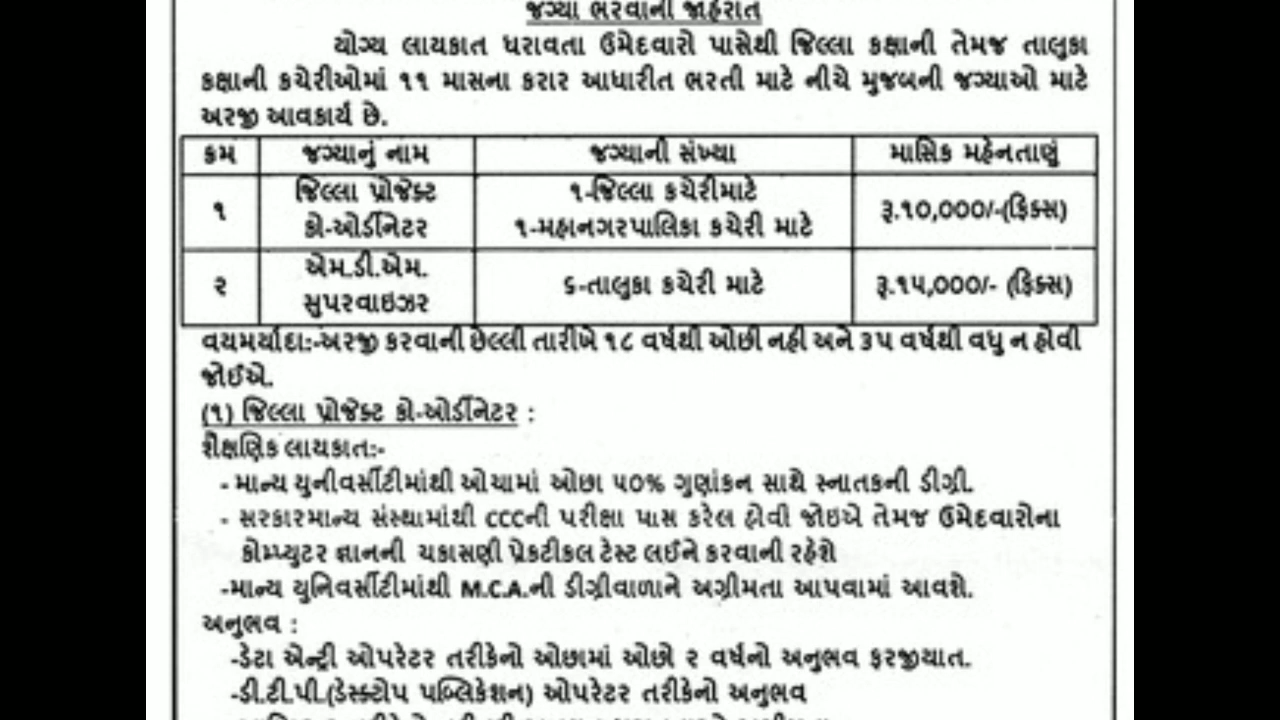 જગ્યા ભરવાની જાહેરાત
યોગ્ય લાયકાત ધરાવતા ઉમેદવારો પાસેથી જિલ્લા કક્ષાની તેમજ તાલુકા
કક્ષાની કચેરીઓમાં ૧૧ માસના કરાર આધારીત ભરતી માટે નીચે મુજબની જગ્યાઓ માટે
અરજી આવકાર્ય છે.
ક્રમ જગ્યાનું નામ જગ્યાની સંખ્યા માસિક મહેનતાણું
૧ જિલ્લા પ્રોજેક્ટ કો-ઓર્ડીનેટર ૧-જિલ્લા કચેરીમાટે ૧-મહાનગરપાલિકા કચેરી માટે રૂ.૧૦,૦૦૦/-(ફિક્સ)
૨ એમ.ડી.એમ. સુપરવાઇઝર ૬-તાલુકા કચેરી માટે રૂ.૧૫,૦૦૦/- (ફિક્સ)
વયમર્યાદા:-અરજી કરવાની છેલ્લી તારીખે ૧૮ વર્ષથી ઓછી નહી અને ૩૫ વર્ષથી વધુ ન હોવી
જોઈએ.
(૧) જિલ્લા પ્રોજેક્ટ કો-ઓર્ડીનેટર :
શૈક્ષણિક લાયકાત:-
- માન્ય યુનીવર્સીટીમાંથી ઓચામાં ઓછા ૫૦% ગુણાંકન સાથે સ્નાતકની ડીગ્રી.
- સરકારમાન્ય સંસ્થામાંથી CCCની પરીક્ષા પાસ કરેલ હોવી જોઇએ તેમજ ઉમેદવારોના
કોમ્પ્યુટર જ્ઞાનની ચકાસણી પ્રેકટીકલ ટેસ્ટ લઈને કરવાની રહેશે
-માન્ય યુનિવર્સીટીમાંથી M.C.A.ની ડીગ્રીવાળાને અગ્રીમતા આપવામાં આવશે.
અનુભવ :
-ડેટા એન્ટ્રી ઓપરેટર તરીકેનો ઓછામાં ઓછો ૨ વર્ષનો અનુભવ ફરજીયાત.
-ડી.ટી.પી.(ડેસ્ક્ટોપ પબ્લિકેશન) ઓપરેટર તરીકેનો અનુભવ